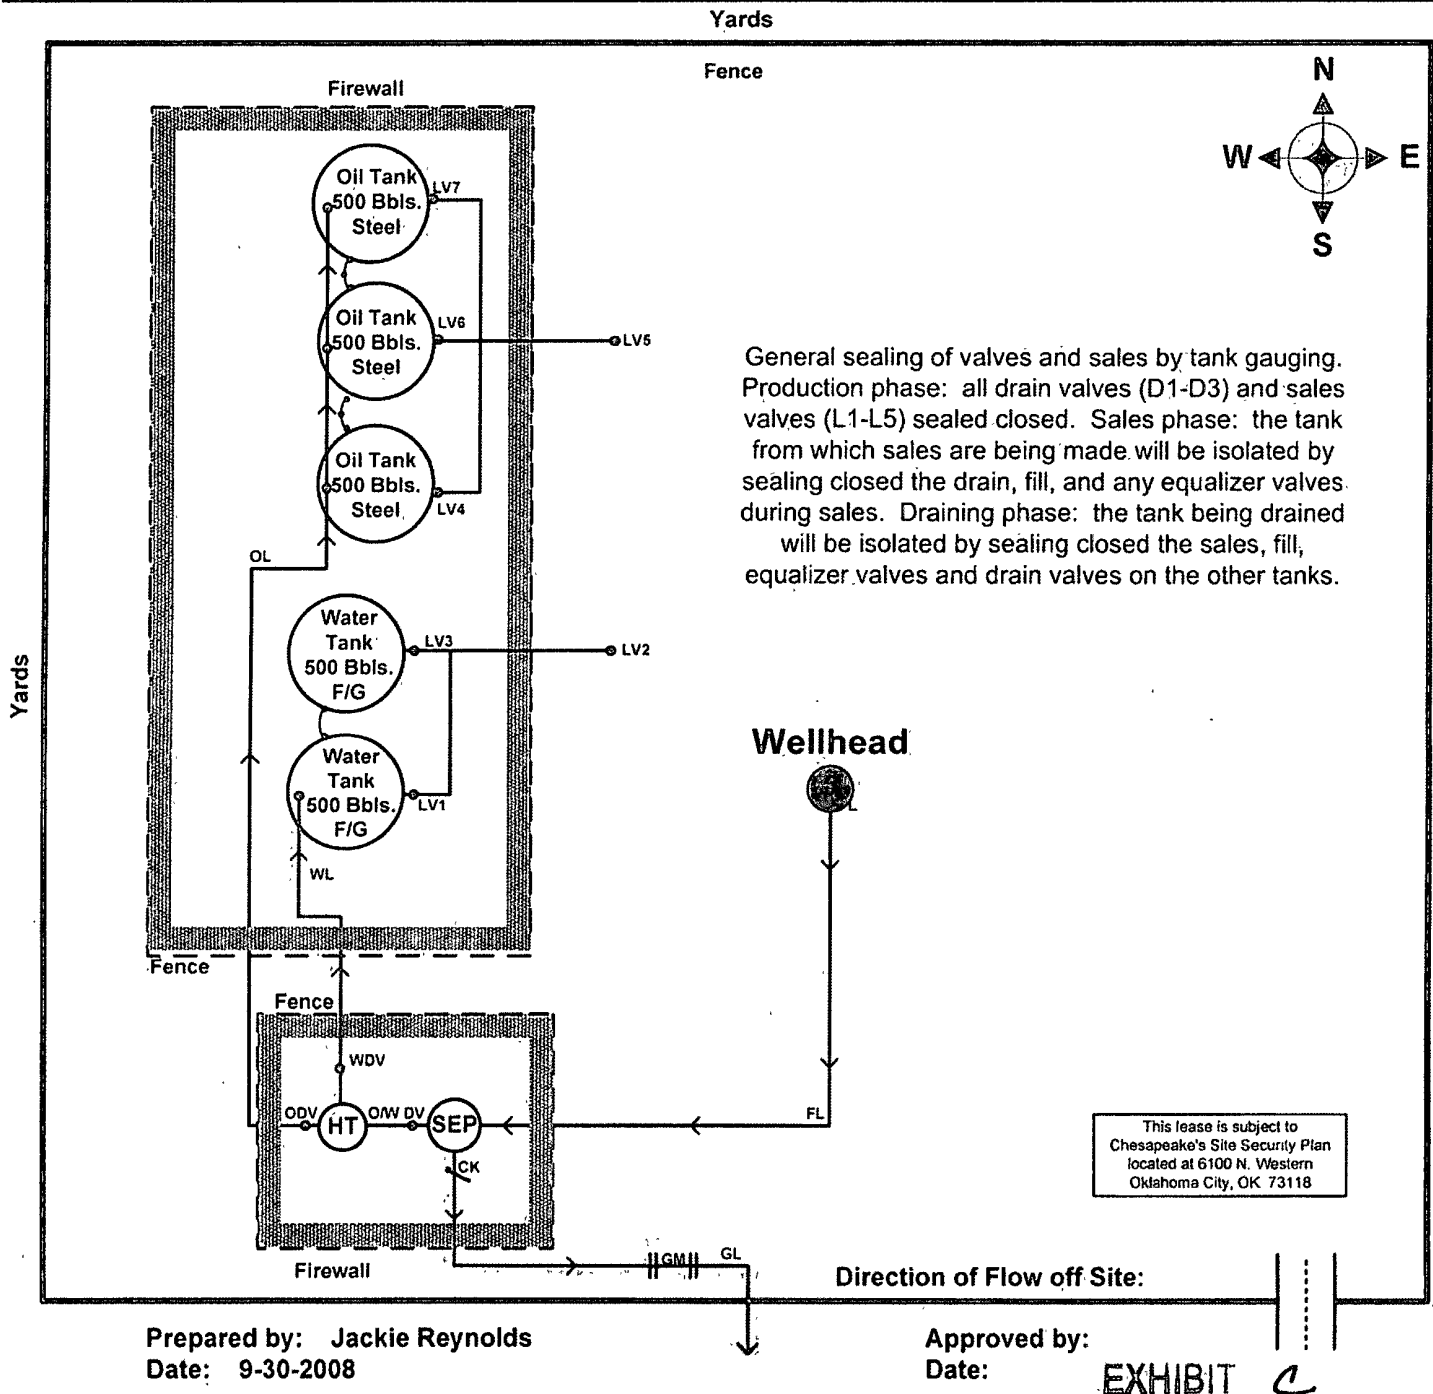 Yards
Fence
Firewall
N
W
E
S
Oil Tank
500 Bbls.
Steel
LV7
Oil Tank
500 Bbls.
Steel
LV6
LV5
Oil Tank
500 Bbls.
Steel
LV4
General sealing of valves and sales by tank gauging.
Production phase: all drain valves (D1-D3) and sales
valves (L1-L5) sealed closed. Sales phase: the tank
from which sales are being made will be isolated by
sealing closed the drain, fill, and any equalizer valves
during sales. Draining phase: the tank being drained
will be isolated by sealing closed the sales, fill,
equalizer valves and drain valves on the other tanks.
OL
Water
Tank
500 Bbls.
F/G
LV3
LV2
Yards
Water
Tank
500 Bbls.
F/G
LV1
Wellhead
L
WL
Fence
Fence
WDV
ODV
HT
O/W DV
SEP
FL
CK
This lease is subject to
Chesapeake's Site Security Plan
located at 6100 N. Western
Oklahoma City, OK 73118
GM
GL
Firewall
Direction of Flow off Site:
Prepared by: Jackie Reynolds
Date: 9-30-2008
Approved by:
Date:
EXHIBIT C